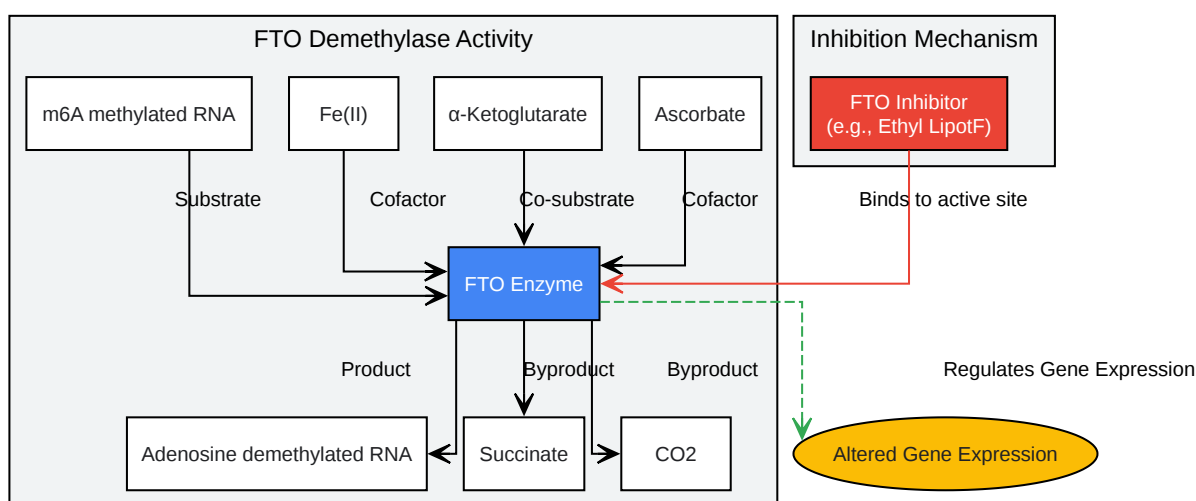 FTO Demethylase Activity
Inhibition Mechanism
m6A methylated RNA
Fe(II)
α-Ketoglutarate
Ascorbate
FTO Inhibitor
(e.g., Ethyl LipotF)
Substrate
Cofactor
Co-substrate
Cofactor
Binds to active site
FTO Enzyme
Product
Byproduct
Byproduct
Regulates Gene Expression
Adenosine demethylated RNA
Succinate
CO2
Altered Gene Expression